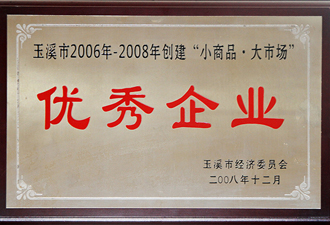 玉溪市2006年-2008年创建“小商品·大市场”
优秀企业
玉溪市经济委员会
二00八年十二月